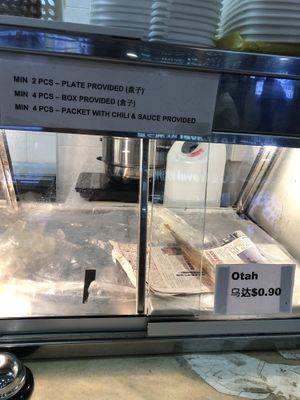 MIN 2 PCS – PLATE PROVIDED (盒子)
MIN 4 PCS – BOX PROVIDED (盒子)
MIN 4 PCS – PACKET WITH CHILI & SAUCE PROVIDED
Otah
乌达$0.90